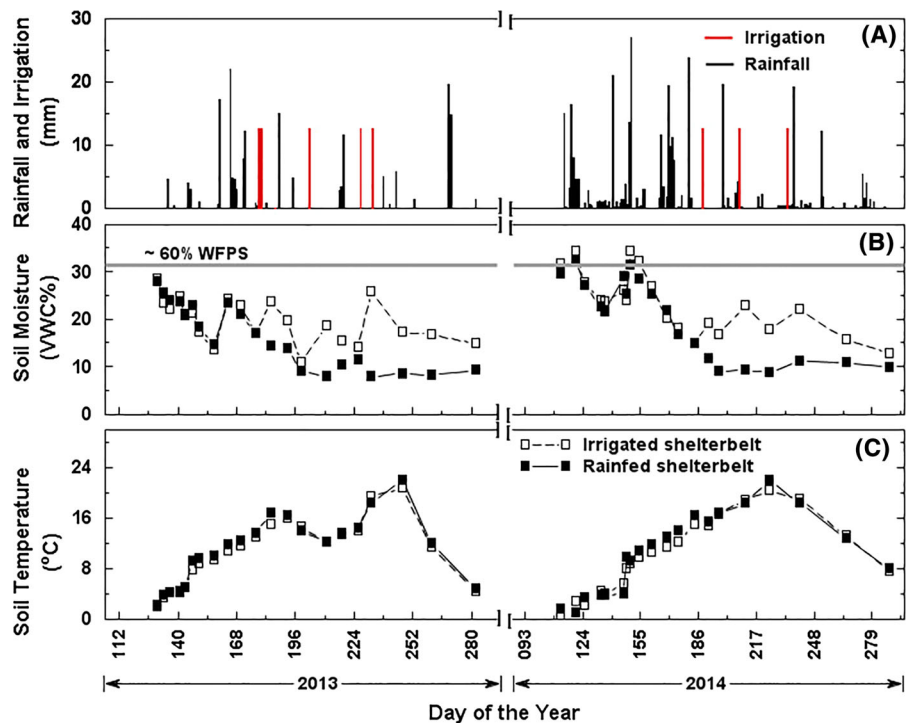 30
20
10
0
Rainfall and Irrigation
(mm)
Irrigation
Rainfall
(A)
40
30
20
10
0
Soil Moisture
(VWC%)
~ 60% WFPS
(B)
24
16
8
0
Soil Temperature
(ºC)
Irrigated shelterbelt
Rainfed shelterbelt
(C)
112 140 168 196 224 252 280 093 124 155 186 217 248 279
2013 2014
Day of the Year